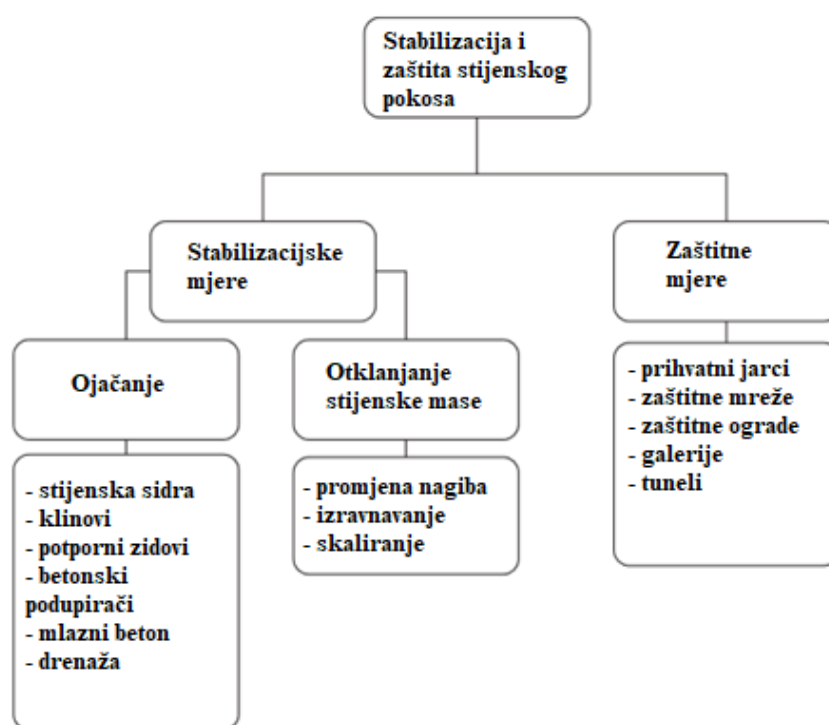 Stabilizacija i
zaštita stijenskog
pokosa
Stabilizacijske
mjere
Zaštitne
mjere
Ojačanje
Otklanjanje
stijenske mase
- prihvatni jarci
- zaštitne mreže
- zaštitne ograde
- galerije
- tuneli
- stijenska sidra
- klinovi
- potporni zidovi
- betonski
podupirači
- mlazni beton
- drenaža
- promjena nagiba
- izravnavanje
- skaliranje